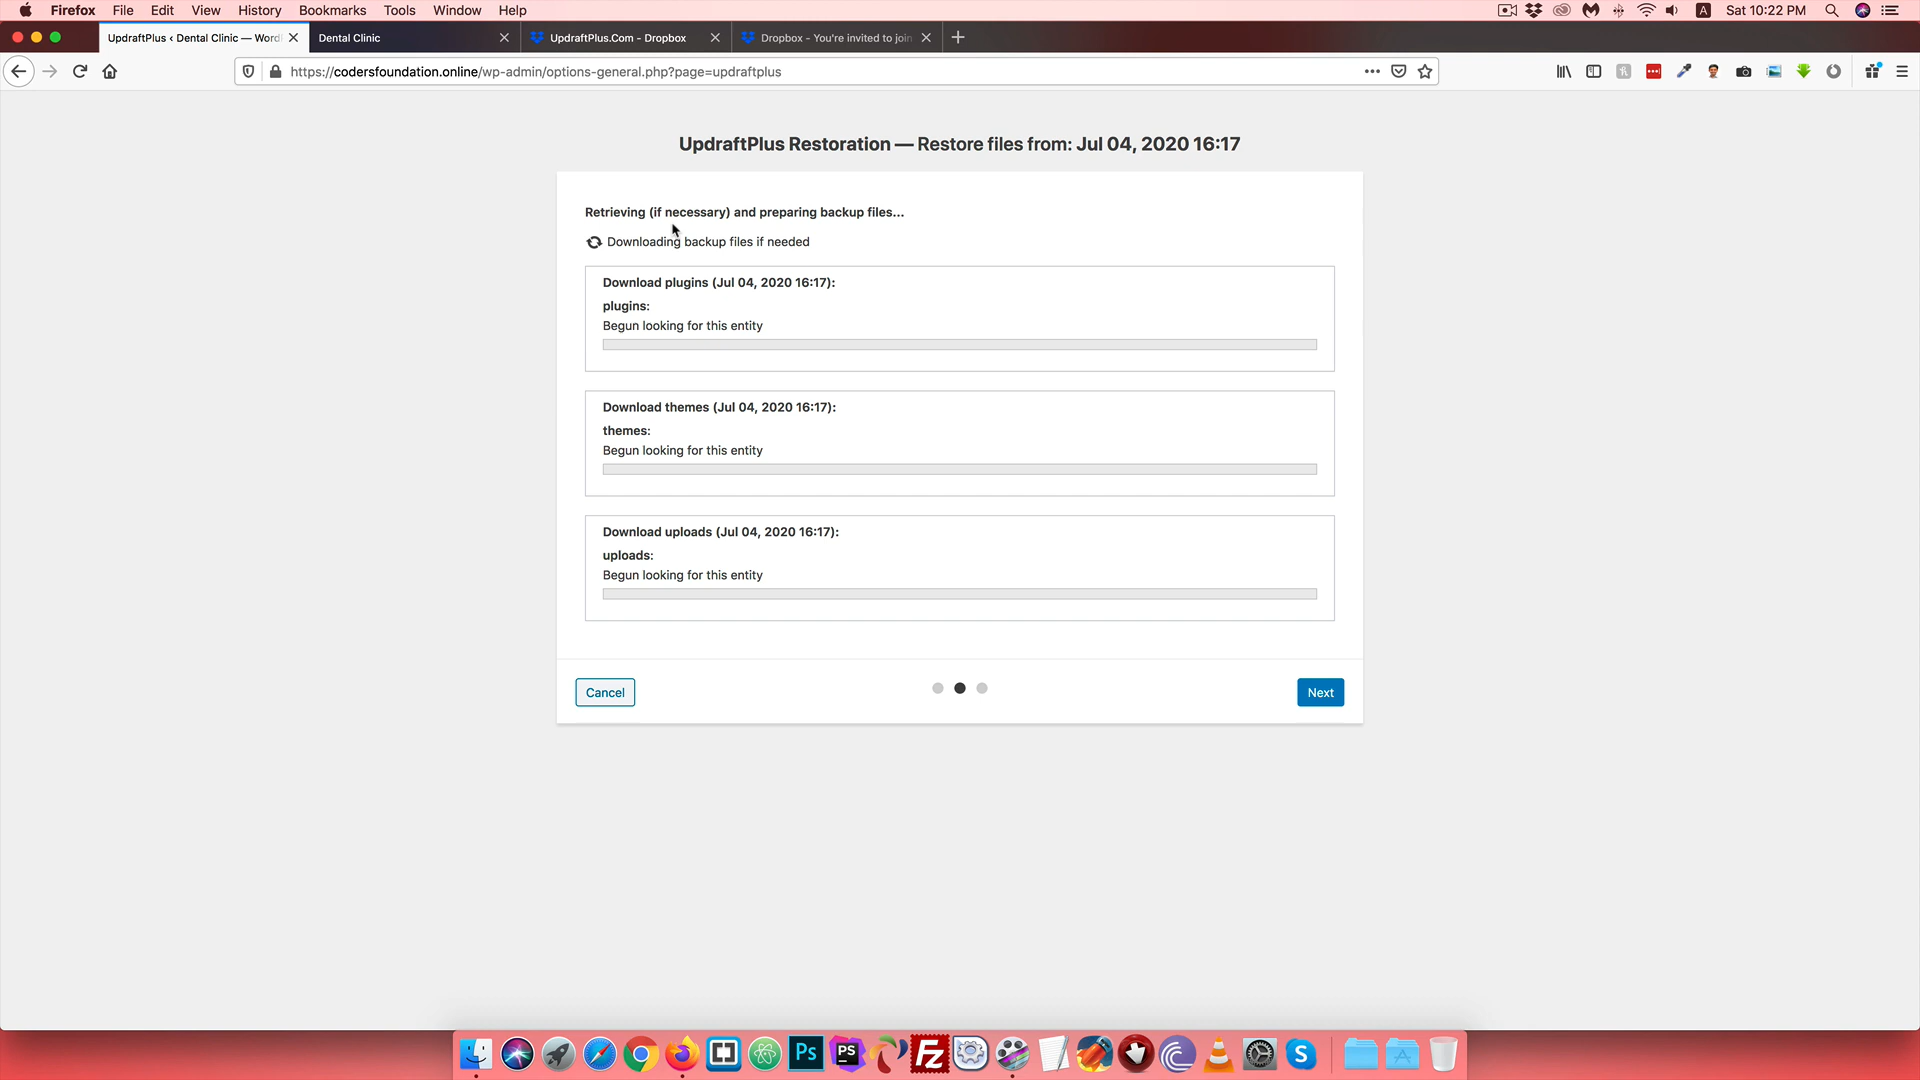 Firefox File Edit View History Bookmarks Tools Window Help
A Sat 10:22 PM
UpdraftPlus ‹ Dental Clinic — Word
Dental Clinic
UpdraftPlus.Com - Dropbox
Dropbox - You're invited to join
https://codersfoundation.online/wp-admin/options-general.php?page=updraftplus
UpdraftPlus Restoration — Restore files from: Jul 04, 2020 16:17
Retrieving (if necessary) and preparing backup files...
Downloading backup files if needed
Download plugins (Jul 04, 2020 16:17):
plugins:
Begun looking for this entity
Download themes (Jul 04, 2020 16:17):
themes:
Begun looking for this entity
Download uploads (Jul 04, 2020 16:17):
uploads:
Begun looking for this entity
Cancel
Next
Ps
PS
FZ
S